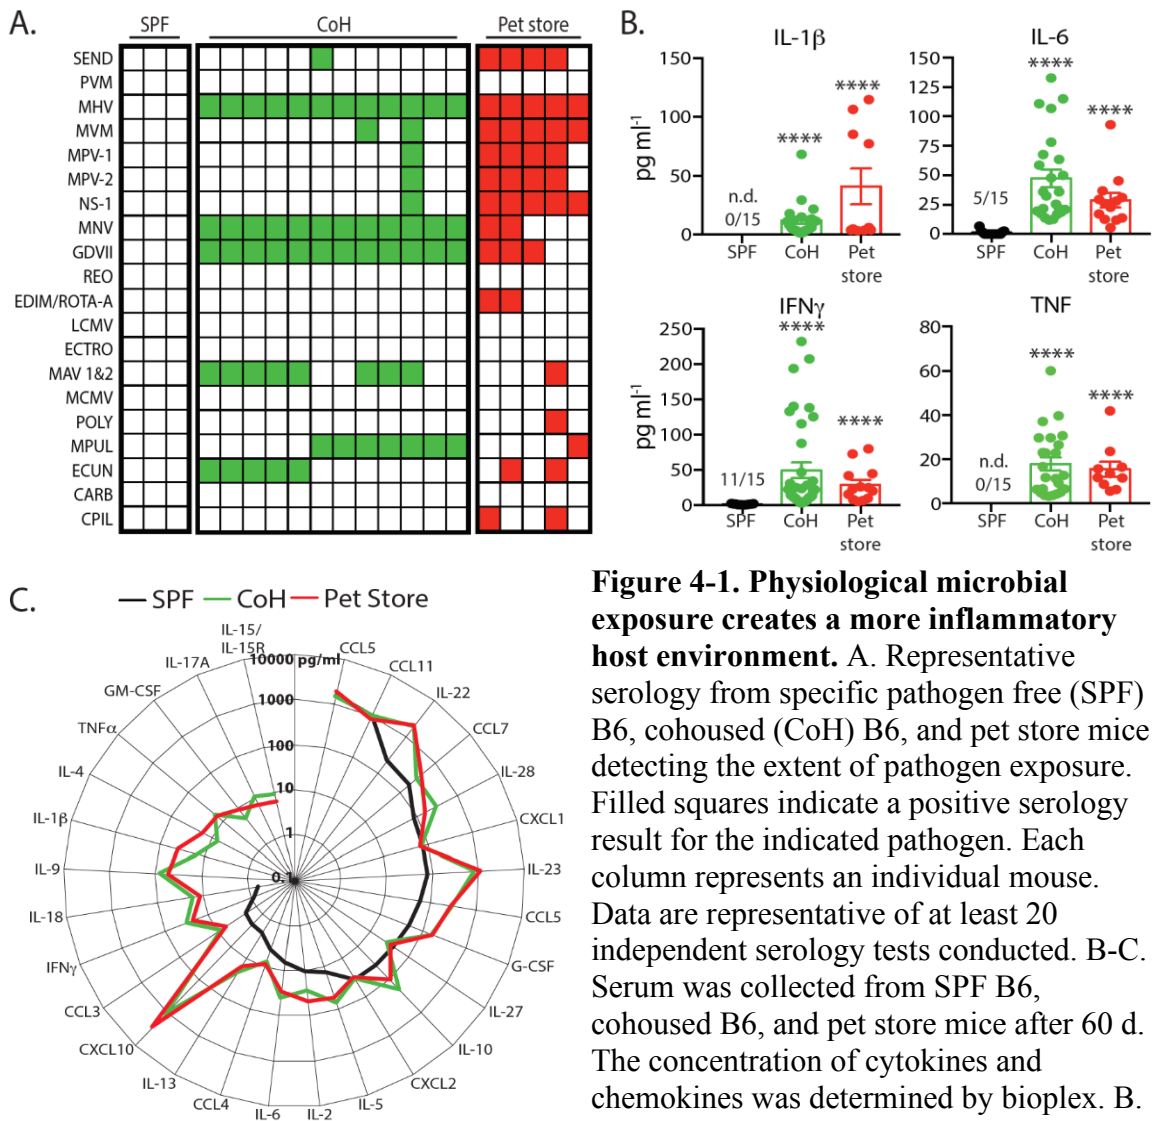 A.
SPF
CoH
Pet store
SEND
PVM
MHV
MVM
MPV-1
MPV-2
NS-1
MNV
GDVII
REO
EDIM/ROTA-A
LCMV
ECTRO
MAV 1&2
MCMV
POLY
MPUL
ECUN
CARB
CPIL
B.
IL-1β
pg ml-1
150
100
50
0
n.d.
0/15
****
****
SPF
CoH
Pet
store
IL-6
150
125
100
75
50
25
0
5/15
****
****
SPF
CoH
Pet
store
IFNγ
pg ml-1
250
200
150
100
50
0
11/15
****
****
SPF
CoH
Pet
store
TNF
80
60
40
20
0
n.d.
0/15
****
****
SPF
CoH
Pet
store
C.
SPF
CoH
Pet Store
10000 pg/ml
1000
100
10
1
0.1
CCL5
CCL11
IL-22
CCL7
IL-28
CXCL1
IL-23
CCL5
G-CSF
IL-27
IL-10
CXCL2
IL-5
IL-2
IL-6
CCL4
IL-13
CXCL10
CCL3
IFNγ
IL-18
IL-9
IL-1β
IL-4
TNFα
GM-CSF
IL-17A
IL-15/
IL-15R
Figure 4-1. Physiological microbial
exposure creates a more inflammatory
host environment. A. Representative
serology from specific pathogen free (SPF)
B6, cohoused (CoH) B6, and pet store mice
detecting the extent of pathogen exposure.
Filled squares indicate a positive serology
result for the indicated pathogen. Each
column represents an individual mouse.
Data are representative of at least 20
independent serology tests conducted. B-C.
Serum was collected from SPF B6,
cohoused B6, and pet store mice after 60 d.
The concentration of cytokines and
chemokines was determined by bioplex. B.